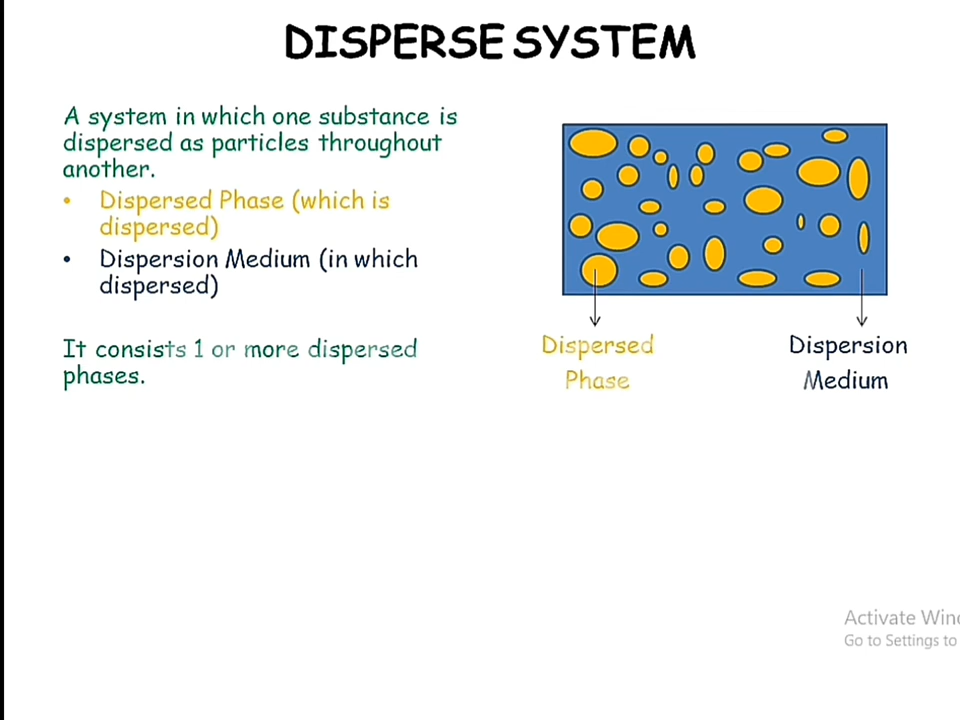 DISPERSE SYSTEM
A system in which one substance is
dispersed as particles throughout
another.
• Dispersed Phase (which is
dispersed)
• Dispersion Medium (in which
dispersed)
It consists 1 or more dispersed
phases.
Dispersed
Phase
Dispersion
Medium
Activate Win
Go to Settings to